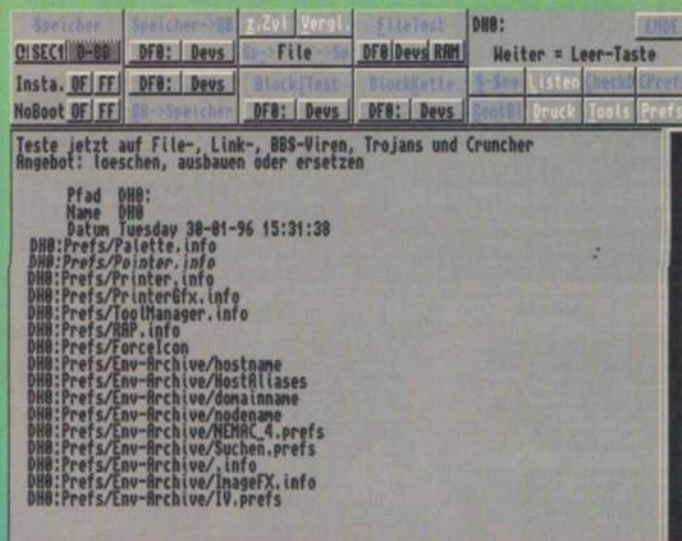 Speicher Speicher->BB z.Zyl Vergl. FileTest DH0: ENDE
C! SEC1 D-BB DF0: Devs Sp-> File ->Sp DF0 Devs RAM Weiter = Leer-Taste
Insta. OF FF DF0: Devs BlockITest BlockKette Listen CheckD CPref
NoBoot OF FF BB->Speicher DF0: Devs DF0: Devs Druck Tools Prefs
Teste jetzt auf File-, Link-, BBS-Viren, Trojans und Cruncher
Angebot: loeschen, ausbauen oder ersetzen
Pfad DH0:
Name DH0
Datum Tuesday 30-01-96 15:31:38
DH0:Prefs/Palette.info
DH0:Prefs/Pointer.info
DH0:Prefs/Printer.info
DH0:Prefs/PrinterGfx.info
DH0:Prefs/ToolManager.info
DH0:Prefs/RAP.info
DH0:Prefs/ForceIcon
DH0:Prefs/Env-Archive/hostname
DH0:Prefs/Env-Archive/HostAliases
DH0:Prefs/Env-Archive/domainname
DH0:Prefs/Env-Archive/nodename
DH0:Prefs/Env-Archive/NEMAC_4.prefs
DH0:Prefs/Env-Archive/Suchen.prefs
DH0:Prefs/Env-Archive/.info
DH0:Prefs/Env-Archive/ImageFX.info
DH0:Prefs/Env-Archive/IV.prefs